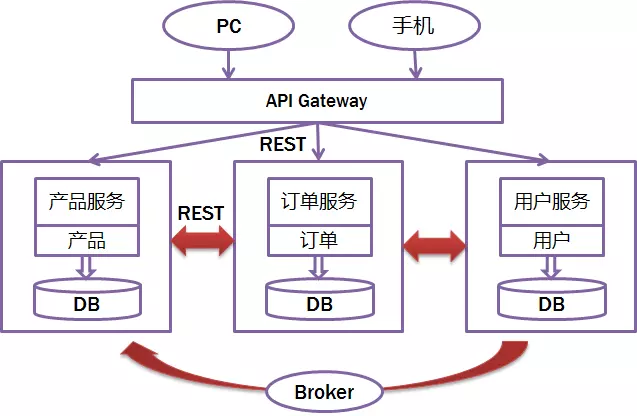 PC
手机
API Gateway
REST
产品服务
产品
DB
REST
订单服务
订单
DB
用户服务
用户
DB
Broker